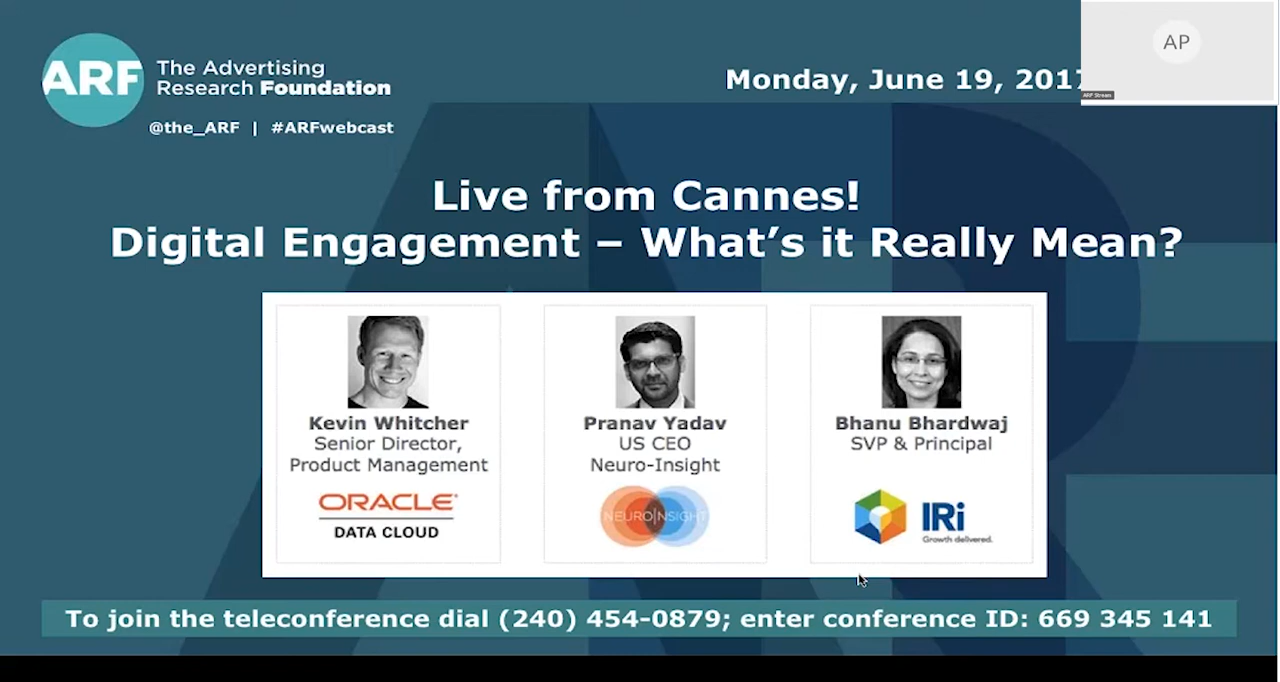 AP
ARF Stream
ARF
The Advertising
Research Foundation
Monday, June 19, 2017
@the_ARF | #ARFwebcast
Live from Cannes!
Digital Engagement – What's it Really Mean?
Kevin Whitcher
Senior Director,
Product Management
ORACLE
DATA CLOUD
Pranav Yadav
US CEO
Neuro-Insight
NEURO|INSIGHT
Bhanu Bhardwaj
SVP & Principal
IRi
Growth delivered.
To join the teleconference dial (240) 454-0879; enter conference ID: 669 345 141